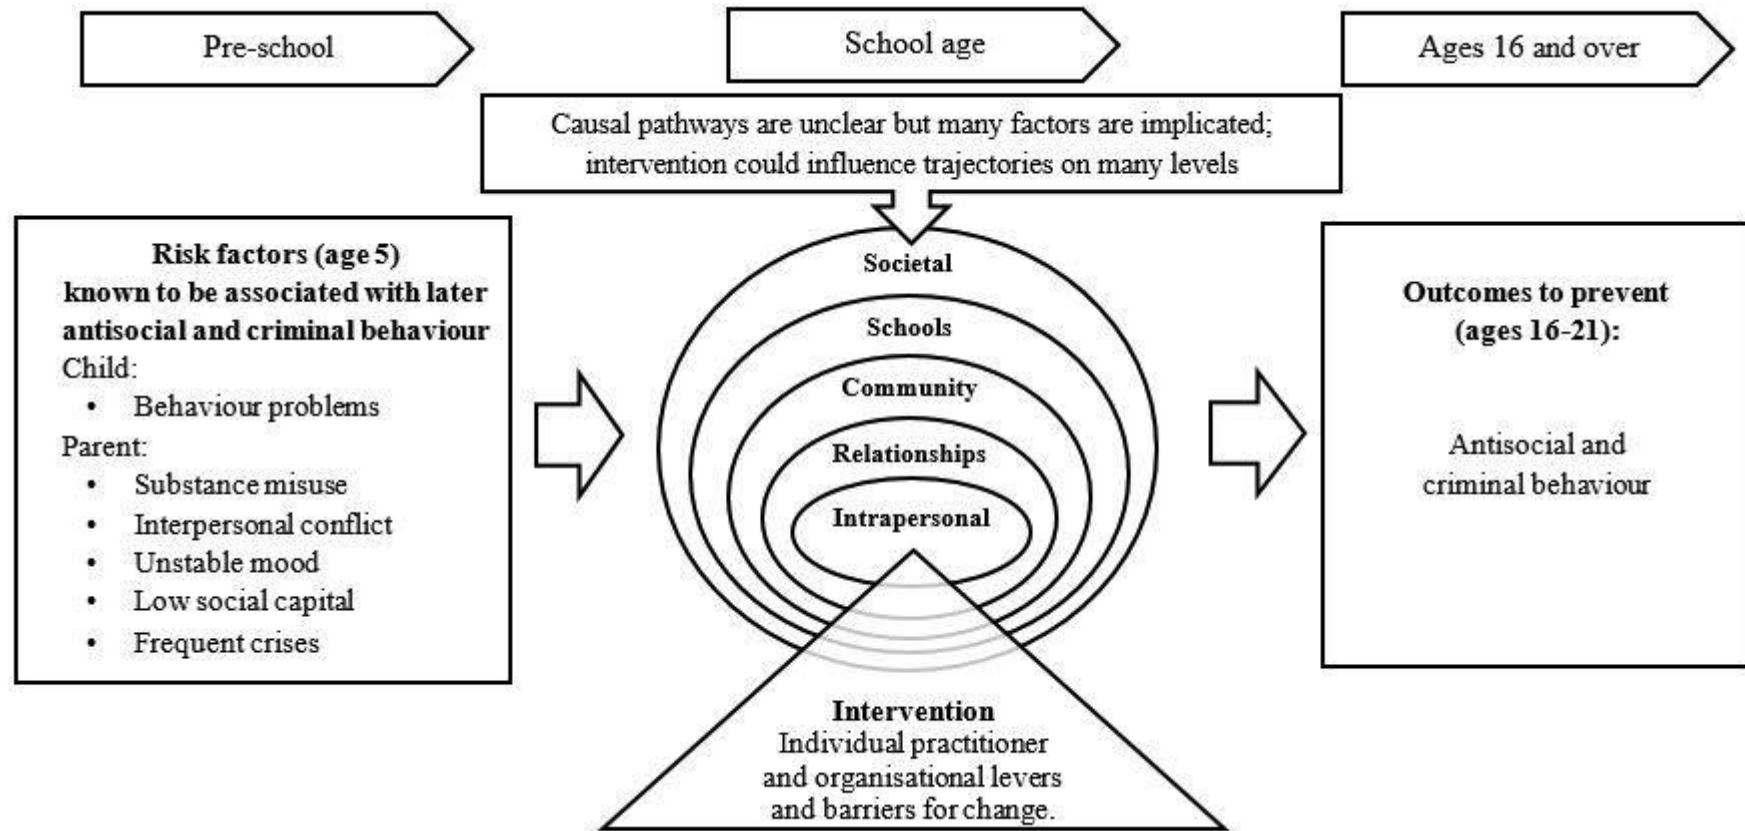 Pre-school
School age
Ages 16 and over
Causal pathways are unclear but many factors are implicated;
intervention could influence trajectories on many levels
Risk factors (age 5)
known to be associated with later
antisocial and criminal behaviour
Child:
• Behaviour problems
Parent:
• Substance misuse
• Interpersonal conflict
• Unstable mood
• Low social capital
• Frequent crises
Societal
Schools
Community
Relationships
Intrapersonal
Intervention
Individual practitioner
and organisational levers
and barriers for change.
Outcomes to prevent
(ages 16-21):
Antisocial and
criminal behaviour